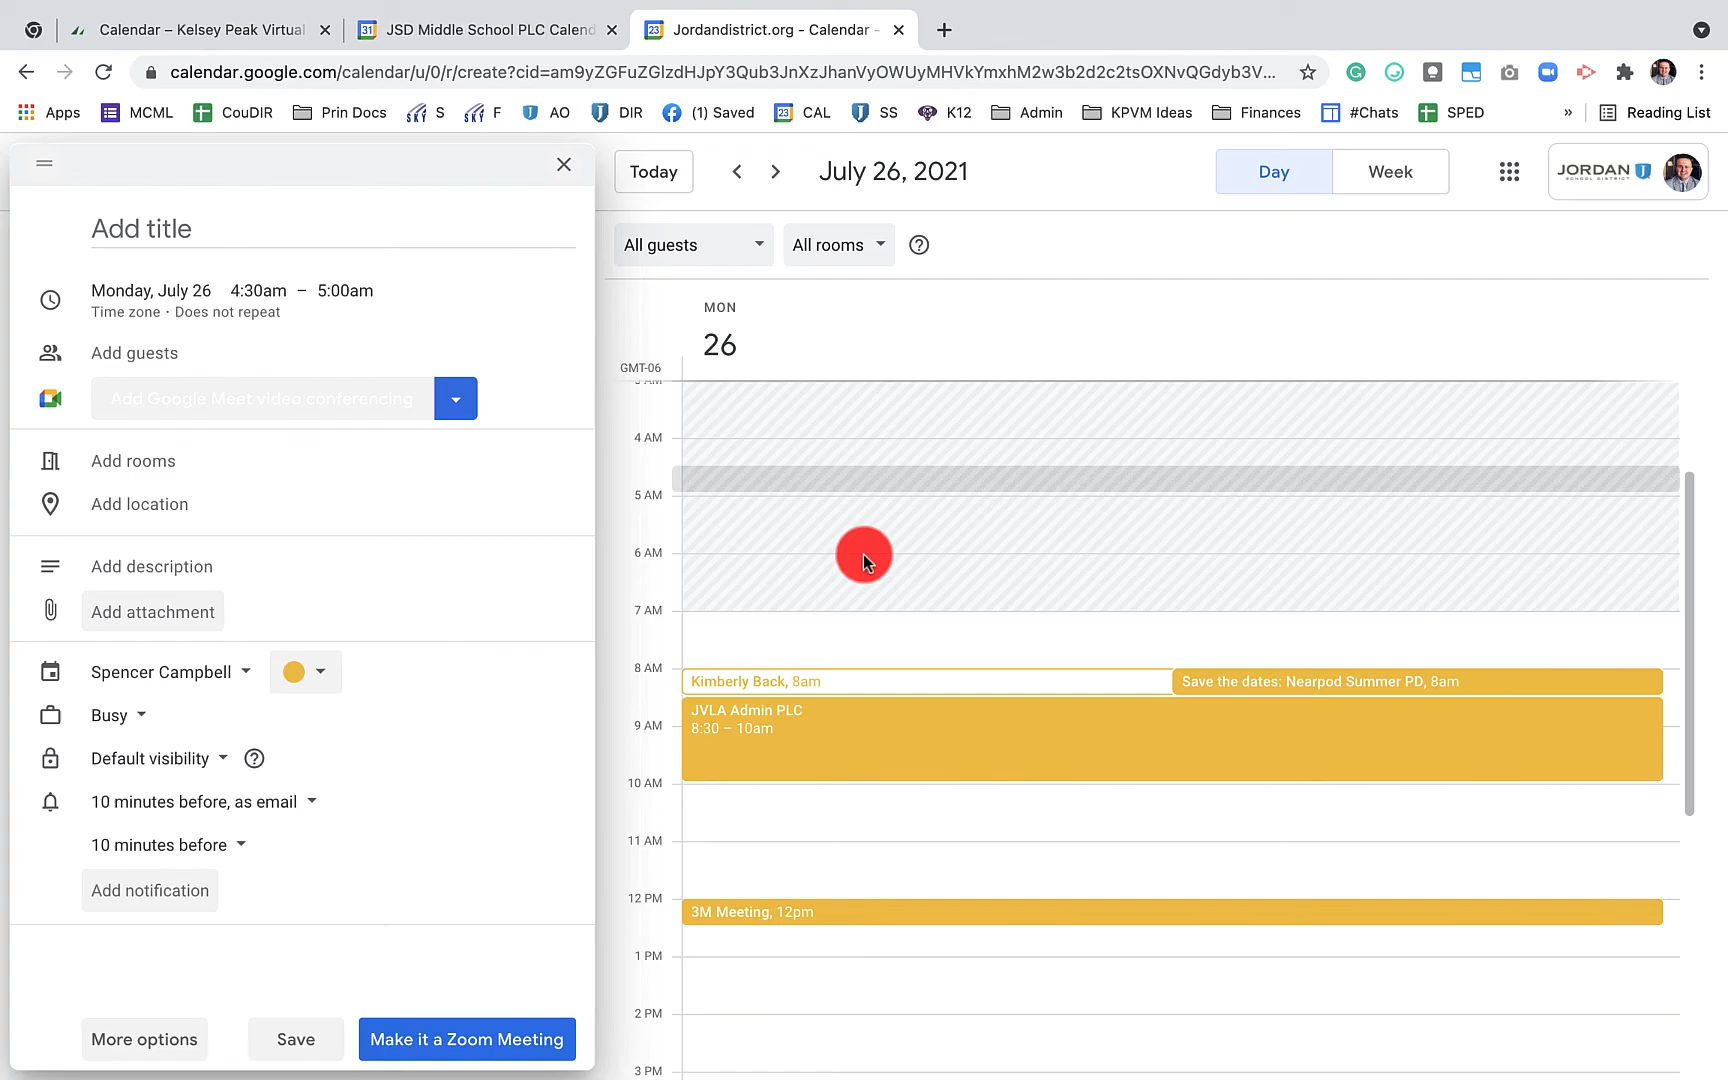 Calendar – Kelsey Peak Virtual
31 JSD Middle School PLC Calend
23 Jordandistrict.org - Calendar -
calendar.google.com/calendar/u/0/r/create?cid=am9yZGFuZGlzdHJpY3Qub3JnXzJhanVyOWUyMHVkYmxhM2w3b2d2c2tsOXNvQGdyb3V...
Apps MCML CouDIR Prin Docs S F AO DIR (1) Saved 23 CAL SS K12 Admin KPVM Ideas Finances #Chats SPED » Reading List
Today July 26, 2021 Day Week JORDAN
SCHOOL DISTRICT
Add title
All guests All rooms
Monday, July 26 4:30am – 5:00am
Time zone · Does not repeat
Add guests
Add Google Meet video conferencing
Add rooms
Add location
Add description
Add attachment
Spencer Campbell
Busy
Default visibility
10 minutes before, as email
10 minutes before
Add notification
More options Save Make it a Zoom Meeting
MON
26
GMT-06
3 AM
4 AM
5 AM
6 AM
7 AM
8 AM
Kimberly Back, 8am Save the dates: Nearpod Summer PD, 8am
JVLA Admin PLC
8:30 – 10am
9 AM
10 AM
11 AM
12 PM
3M Meeting, 12pm
1 PM
2 PM
3 PM